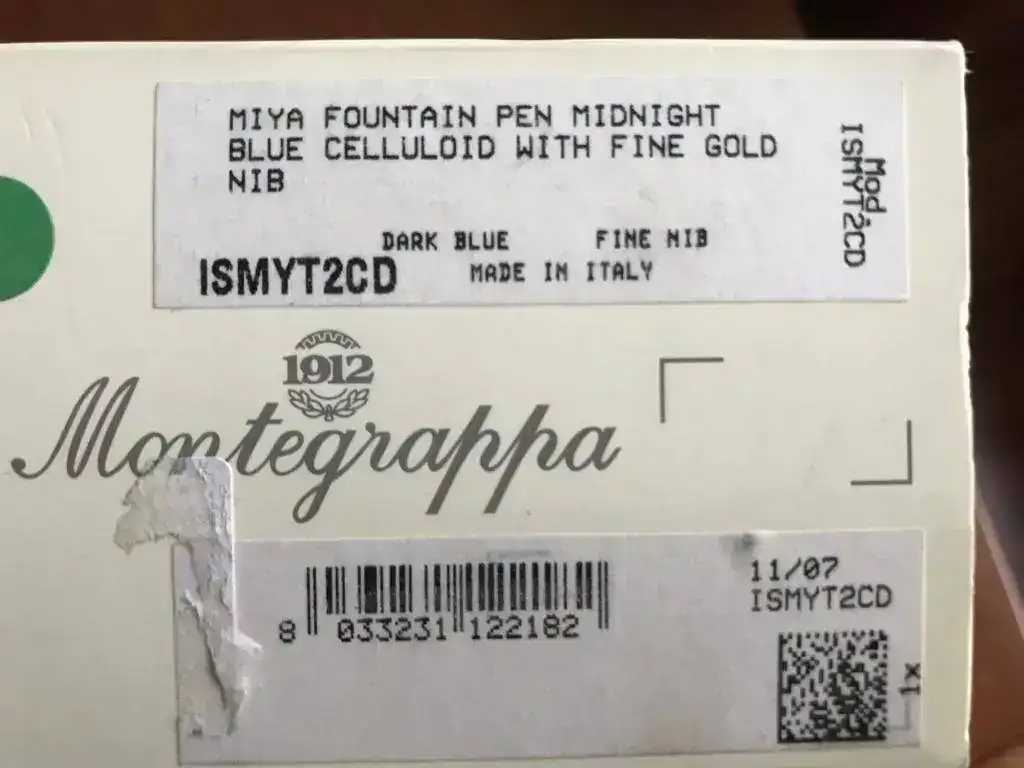 MIYA FOUNTAIN PEN MIDNIGHT
BLUE CELLULOID WITH FINE GOLD
NIB
DARK BLUE FINE NIB
ISMYT2CD MADE IN ITALY
Mod.
ISMYT2CD
1912
Montegrappa
8 033231 122182
11/07
ISMYT2CD
1x